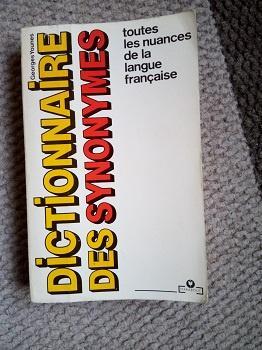 Georges Younes
DICTIONNAIRE
DES SYNONYMES
toutes
les nuances
de la
langue
française